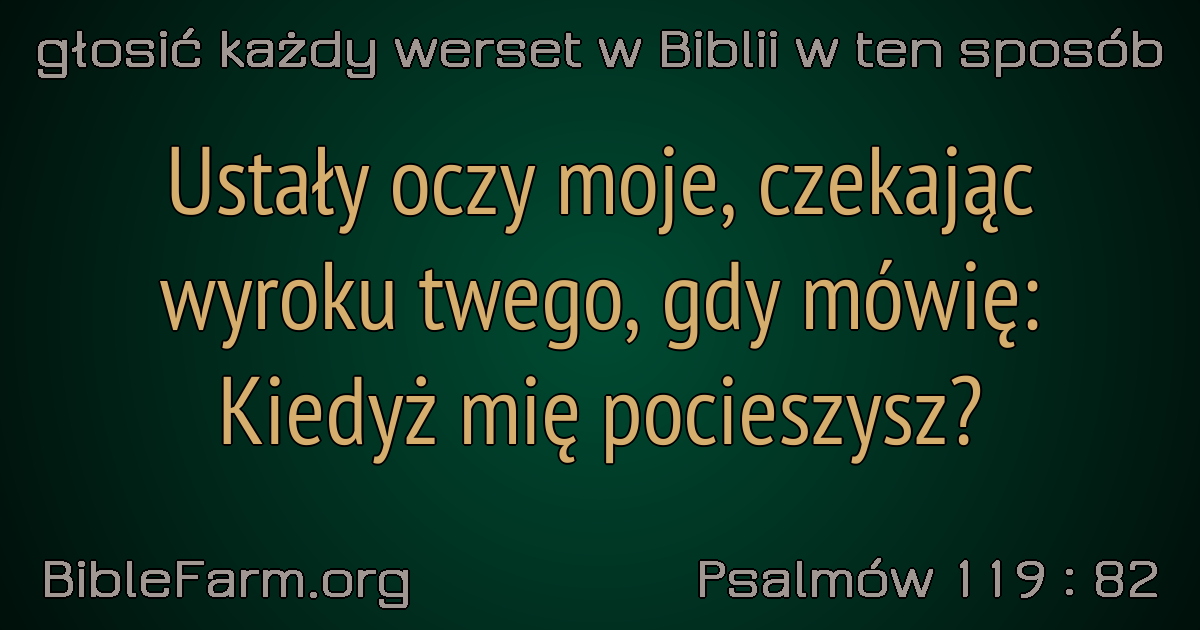 głosić każdy werset w Biblii w ten sposób
Ustały oczy moje, czekając
wyroku twego, gdy mówię:
Kiedyż mię pocieszysz?
BibleFarm.org
Psalmów 119 : 82